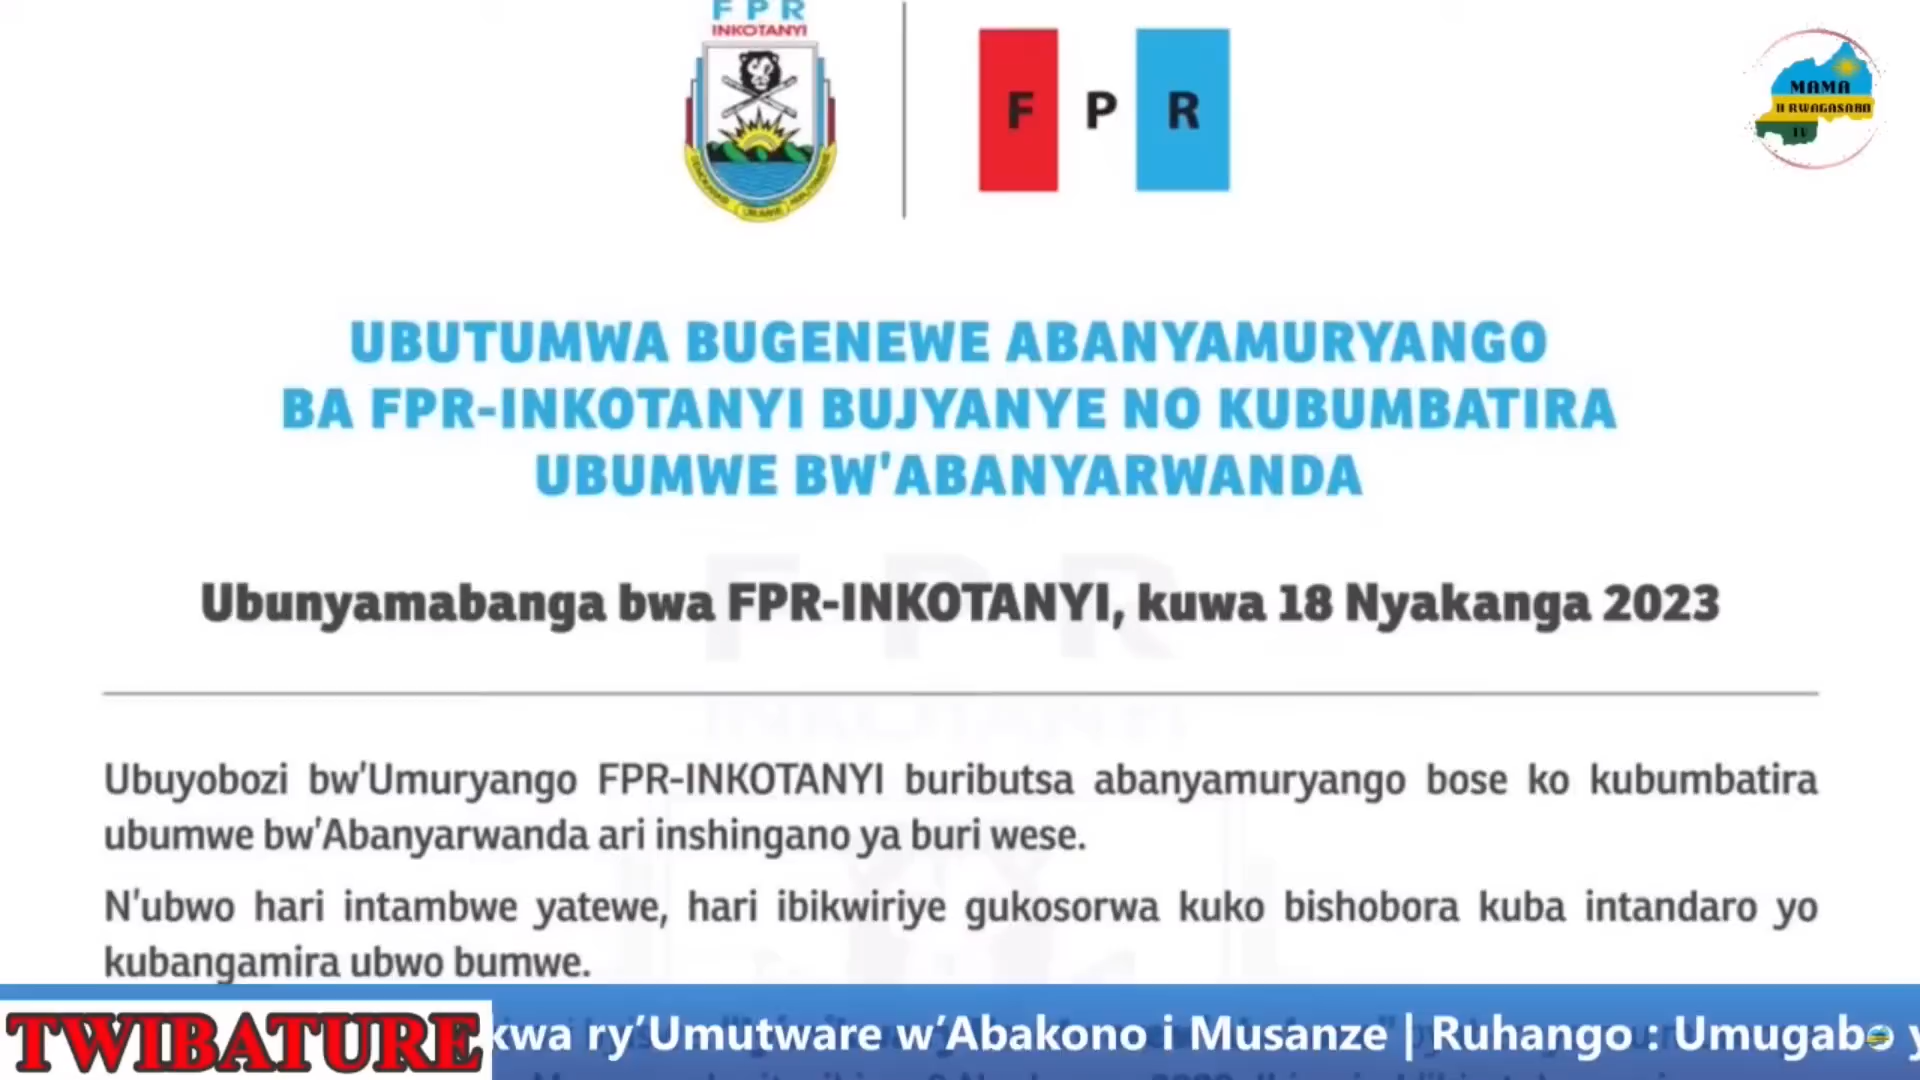 FPR
INKOTANYI
UMUMWE
F P R
MAMA
U RWAGASABO
TV
UBUTUMWA BUGENEWE ABANYAMURYANGO
BA FPR-INKOTANYI BUJYANYE NO KUBUMBATIRA
UBUMWE BW'ABANYARWANDA
Ubunyamabanga bwa FPR-INKOTANYI, kuwa 18 Nyakanga 2023
Ubuyobozi bw'Umuryango FPR-INKOTANYI buributsa abanyamuryango bose ko kubumbatira
ubumwe bw'Abanyarwanda ari inshingano ya buri wese.
N'ubwo hari intambwe yatewe, hari ibikwiriye gukosorwa kuko bishobora kuba intandaro yo
kubangamira ubwo bumwe.
TWIBATURE kwa ry'Umutware w'Abakono i Musanze | Ruhango : Umugabo y